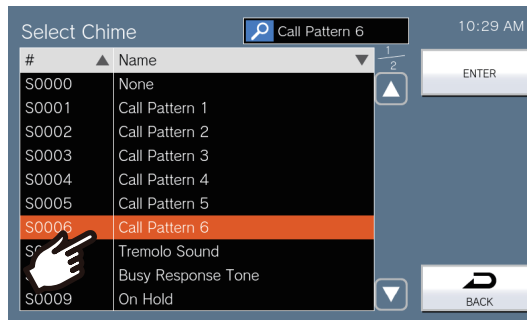 Select Chime Call Pattern 6 10:29 AM
# Name 1/2
ENTER
S0000 None
S0001 Call Pattern 1
S0002 Call Pattern 2
S0003 Call Pattern 3
S0004 Call Pattern 4
S0005 Call Pattern 5
S0006 Call Pattern 6
Tremolo Sound
Busy Response Tone
S0009 On Hold
BACK